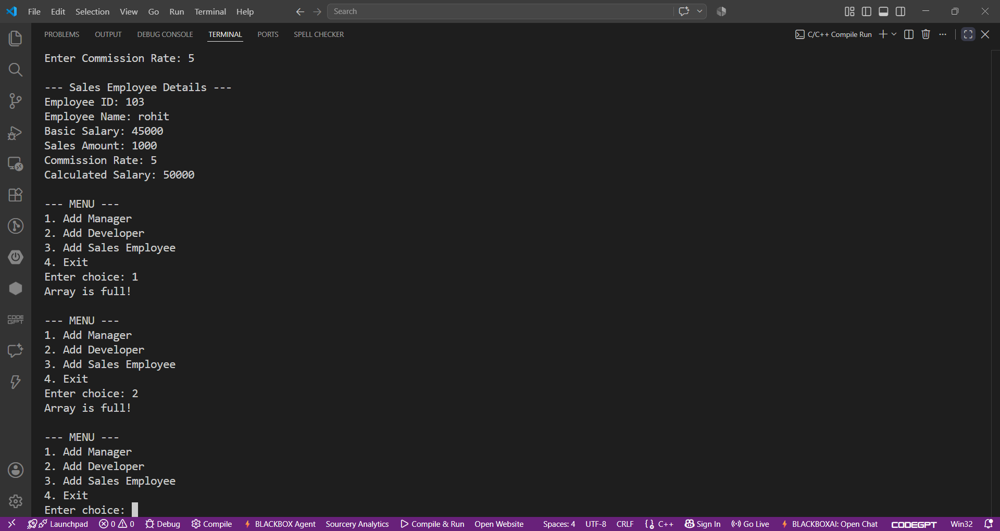 File Edit Selection View Go Run Terminal Help Search
PROBLEMS OUTPUT DEBUG CONSOLE TERMINAL PORTS SPELL CHECKER C/C++ Compile Run
Enter Commission Rate: 5
--- Sales Employee Details ---
Employee ID: 103
Employee Name: rohit
Basic Salary: 45000
Sales Amount: 1000
Commission Rate: 5
Calculated Salary: 50000
--- MENU ---
1. Add Manager
2. Add Developer
3. Add Sales Employee
4. Exit
Enter choice: 1
Array is full!
--- MENU ---
1. Add Manager
2. Add Developer
3. Add Sales Employee
4. Exit
Enter choice: 2
Array is full!
--- MENU ---
1. Add Manager
2. Add Developer
3. Add Sales Employee
4. Exit
Enter choice:
CODE
GPT
Launchpad 0 0 Debug Compile BLACKBOX Agent Sourcery Analytics Compile & Run Open Website Spaces: 4 UTF-8 CRLF {} C++ Sign In Go Live BLACKBOXAI: Open Chat CODEGPT Win32